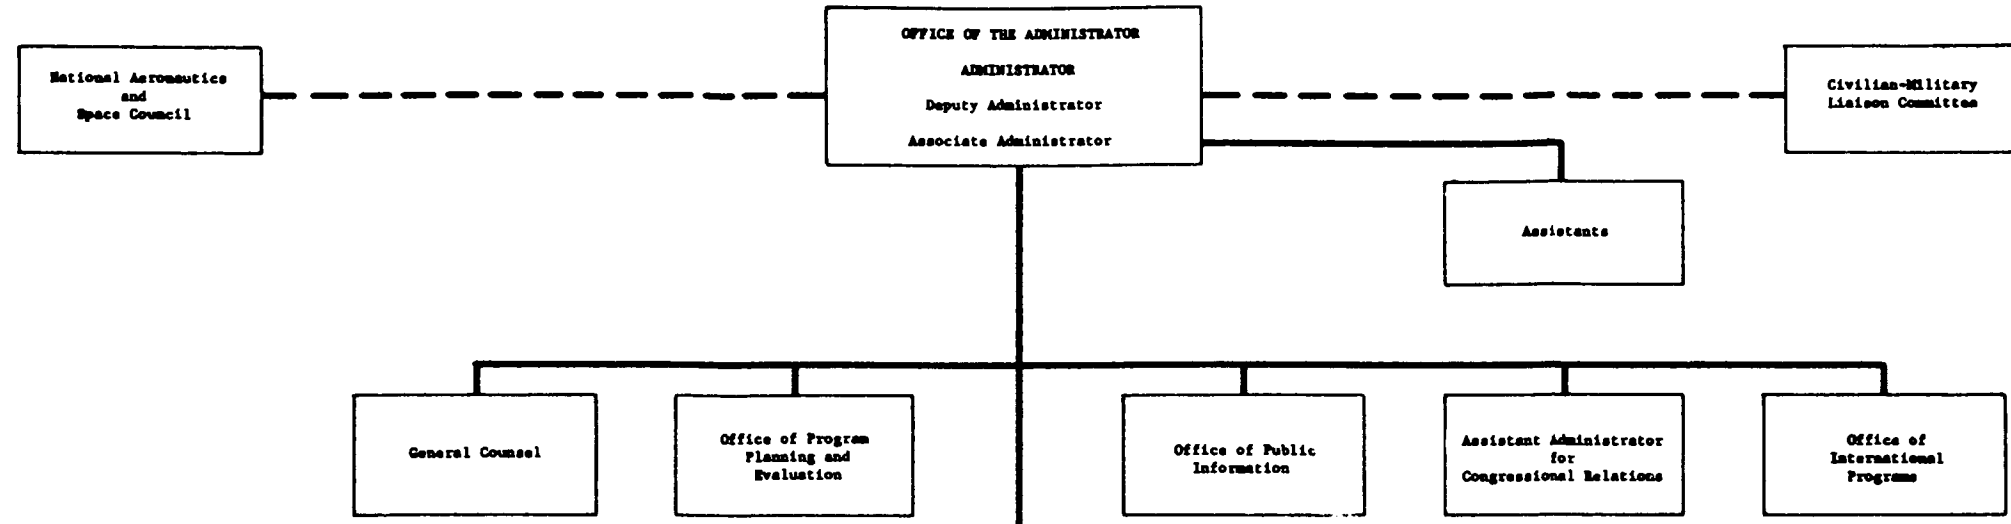 OFFICE OF THE ADMINISTRATOR
ADMINISTRATOR
Deputy Administrator
Associate Administrator
National Aeronautics
and
Space Council
Civilian-Military
Liaison Committee
Assistants
General Counsel
Office of Program
Planning and
Evaluation
Office of Public
Information
Assistant Administrator
for
Congressional Relations
Office of
International
Programs